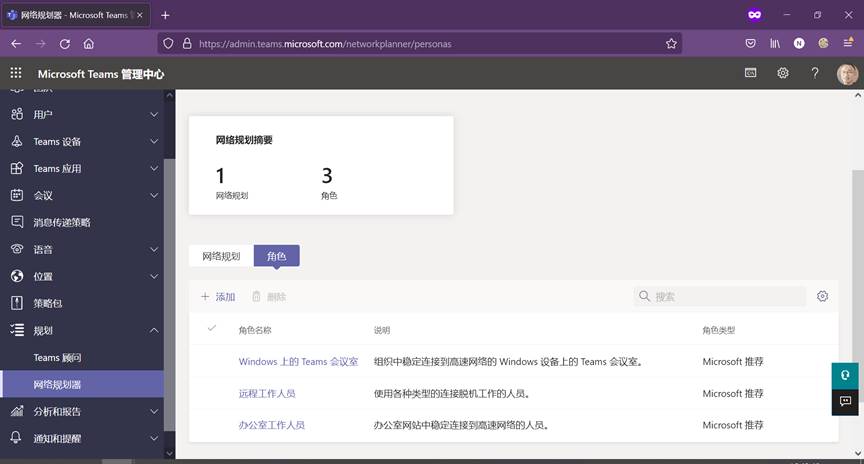 网络规划器 - Microsoft Teams
https://admin.teams.microsoft.com/networkplanner/personas
Microsoft Teams 管理中心
用户
Teams 设备
Teams 应用
会议
消息传递策略
语音
位置
策略包
规划
Teams 顾问
网络规划器
分析和报告
通知和提醒
网络规划摘要
1 3
网络规划 角色
网络规划 角色
添加 删除 搜索
角色名称 说明 角色类型
Windows 上的 Teams 会议室 组织中稳定连接到高速网络的 Windows 设备上的 Teams 会议室。 Microsoft 推荐
远程工作人员 使用各种类型的连接脱机工作的人员。 Microsoft 推荐
办公室工作人员 办公室网站中稳定连接到高速网络的人员。 Microsoft 推荐